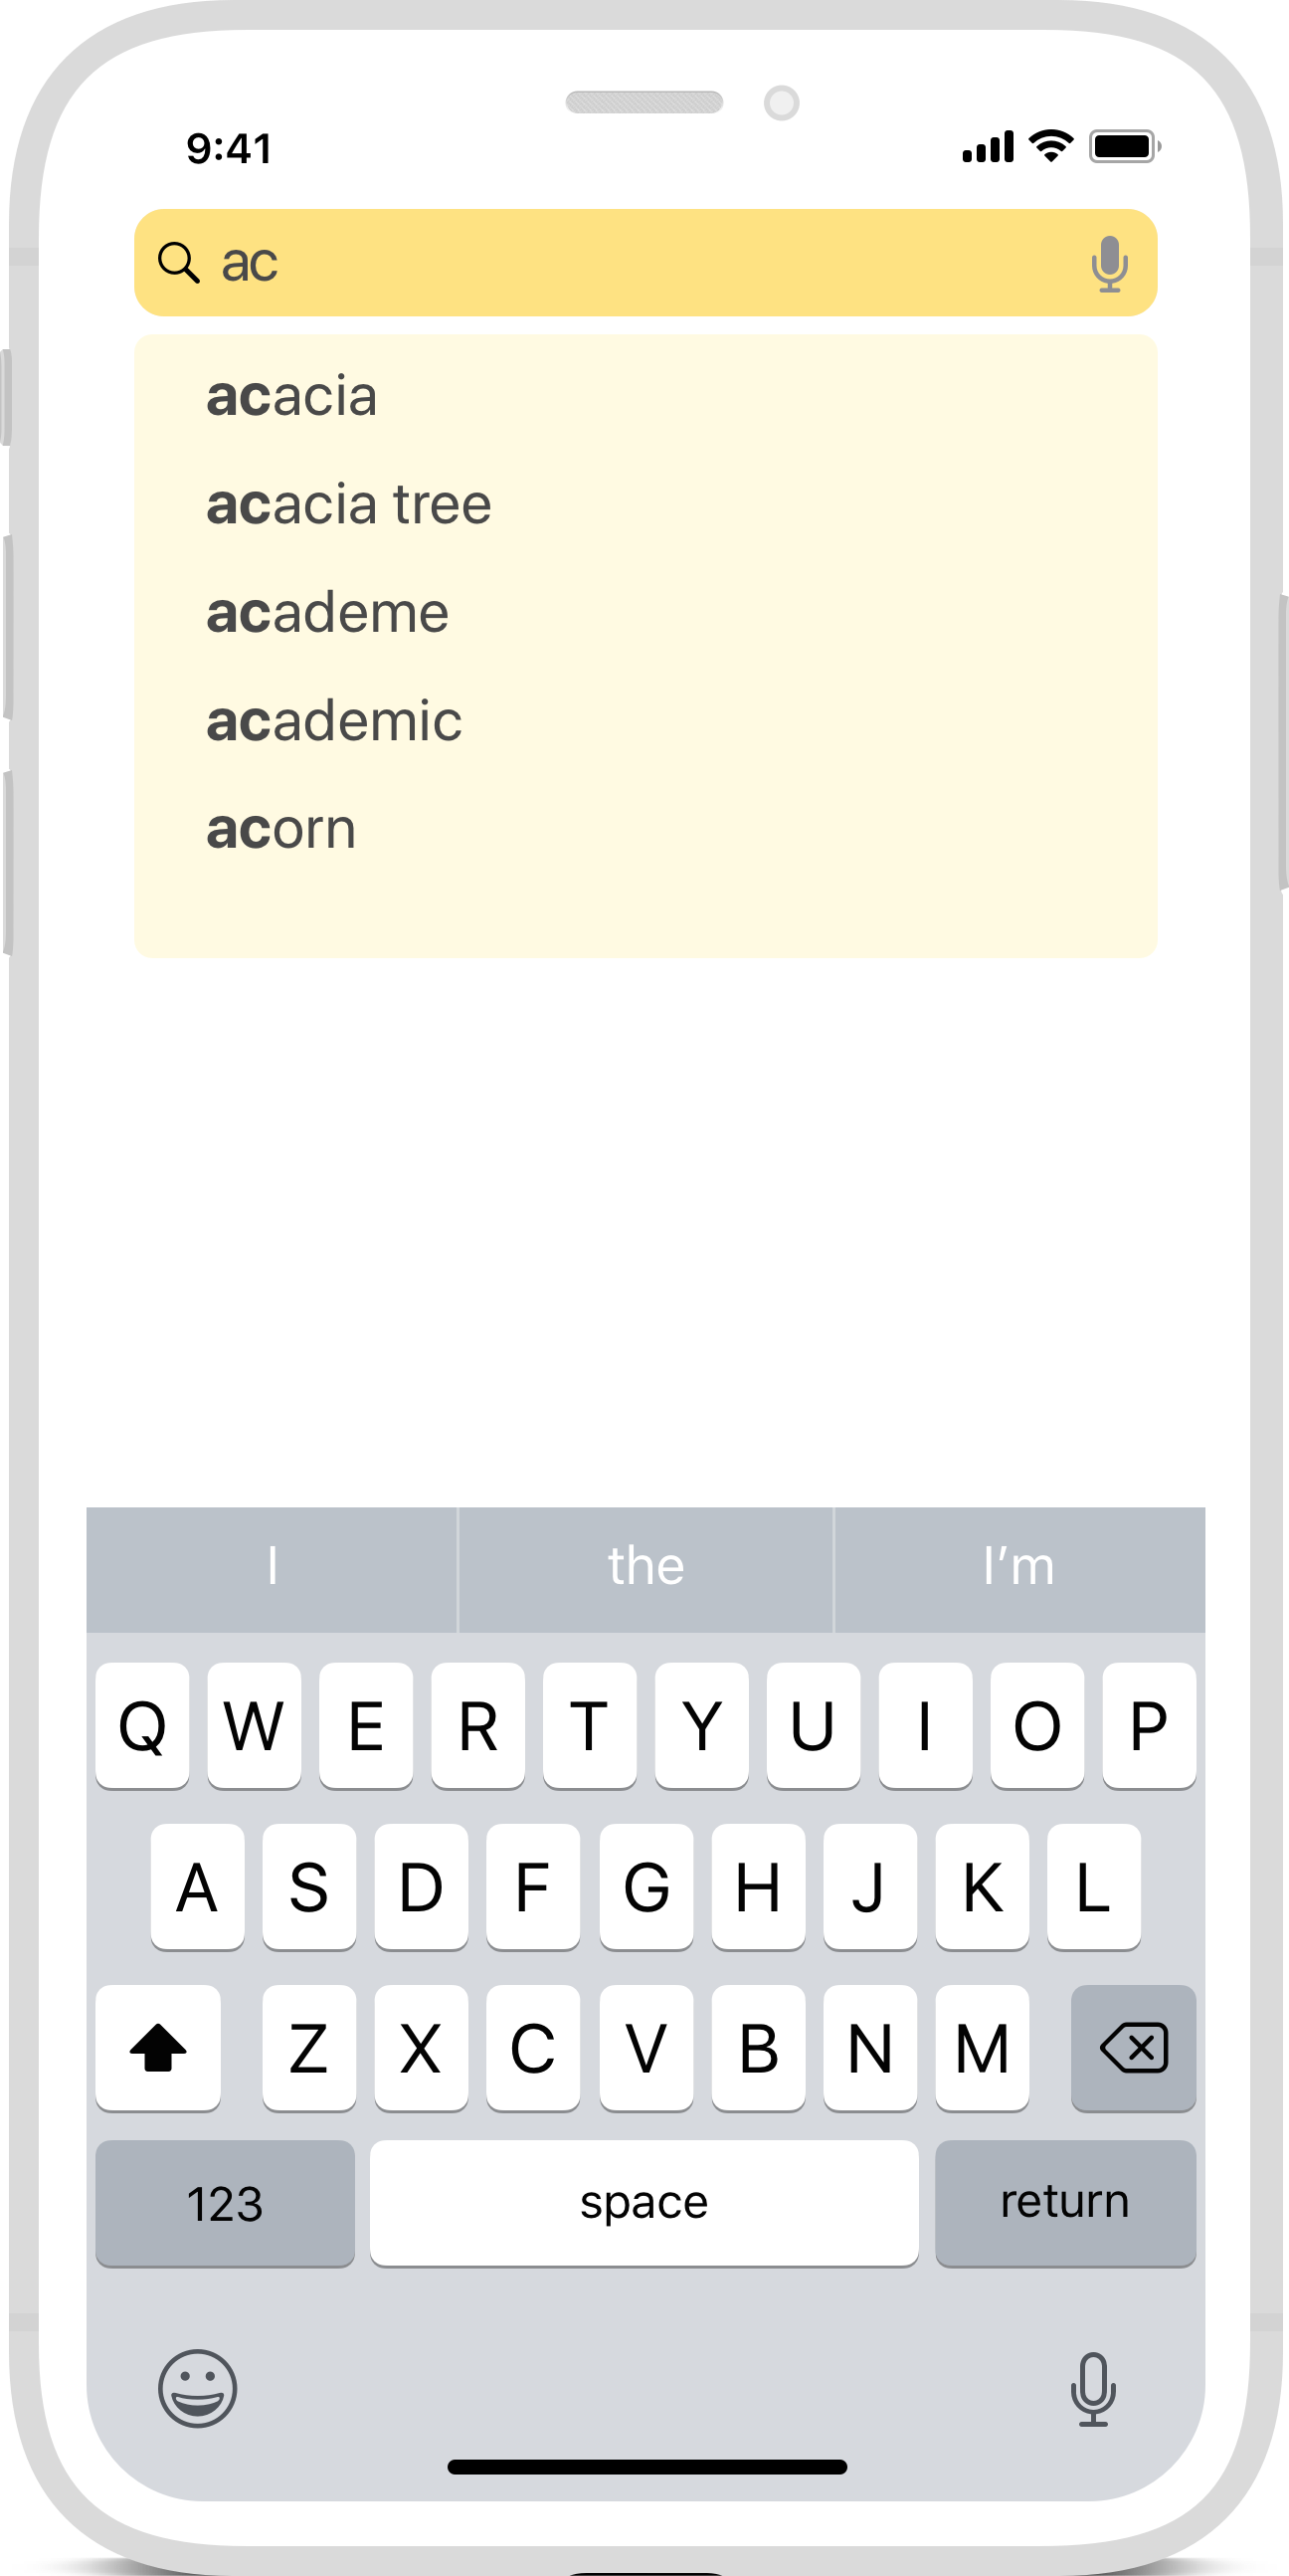 9:41
ac
acacia
acacia tree
academe
academic
acorn
I the I’m
Q W E R T Y U I O P
A S D F G H J K L
Z X C V B N M
123 space return